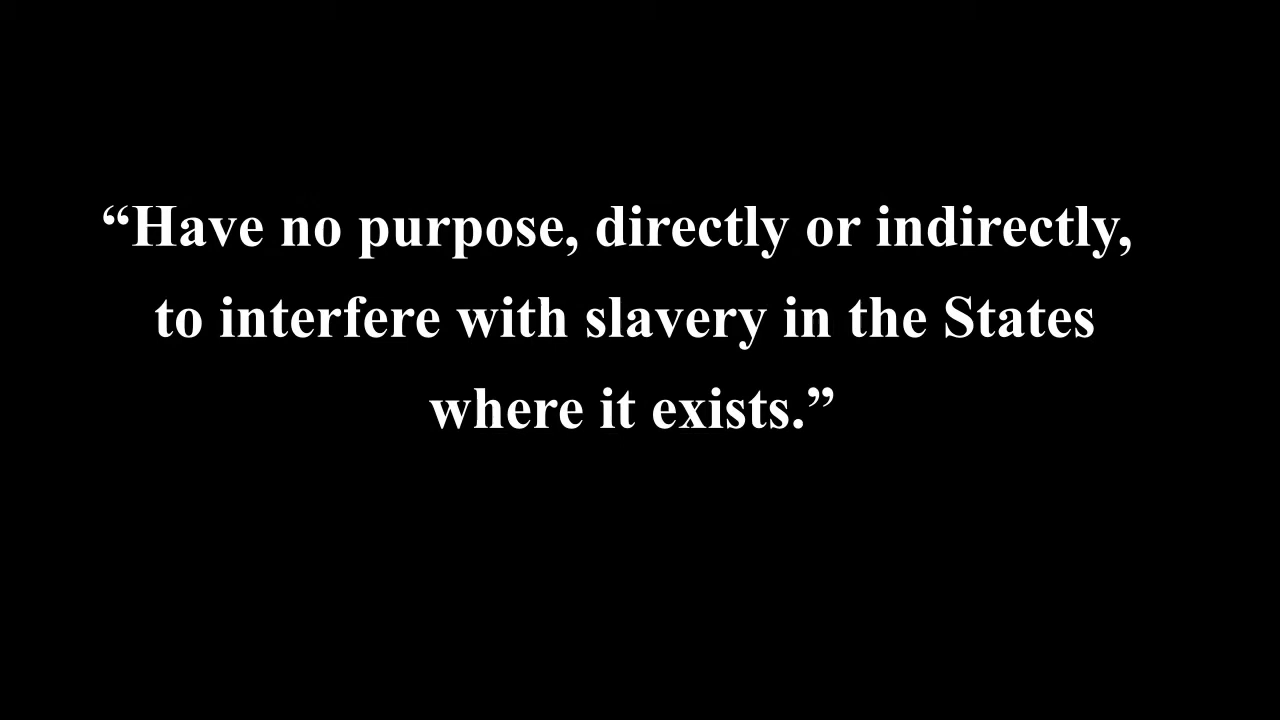 “Have no purpose, directly or indirectly,
to interfere with slavery in the States
where it exists.”